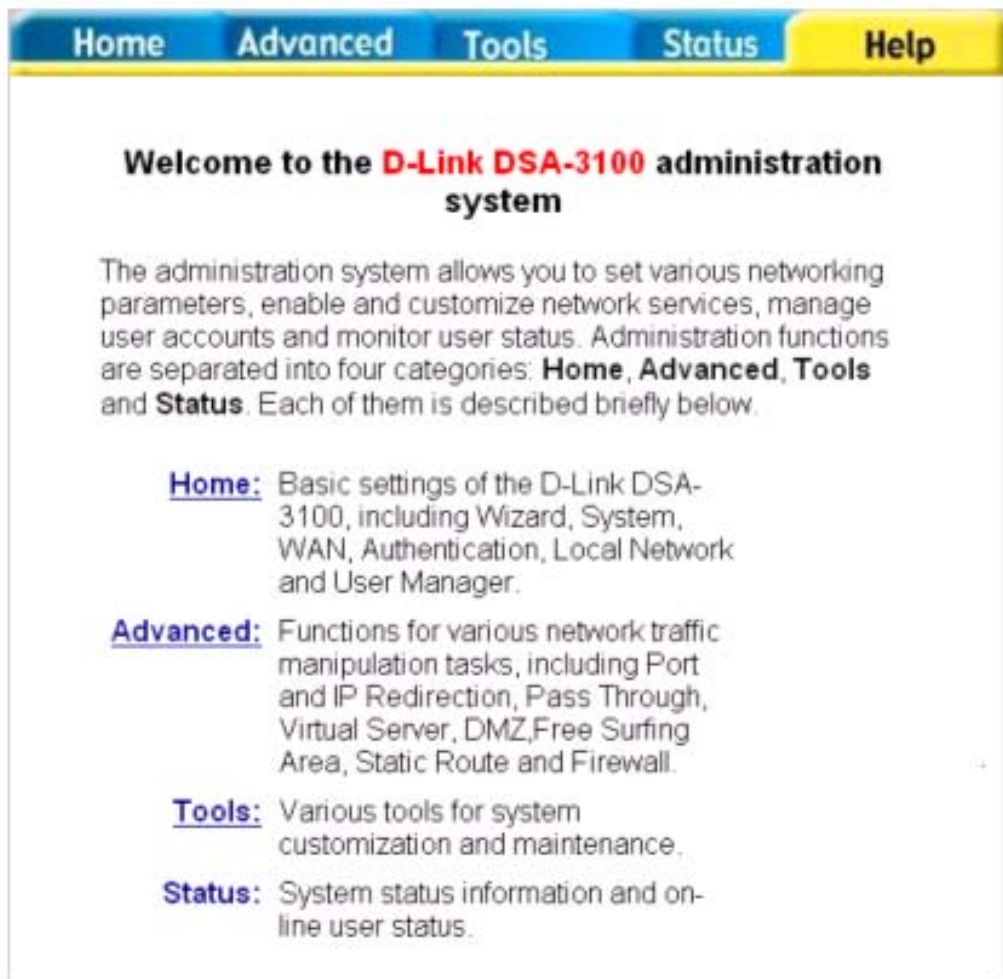 Home Advanced Tools Status Help
Welcome to the D-Link DSA-3100 administration
system
The administration system allows you to set various networking
parameters, enable and customize network services, manage
user accounts and monitor user status. Administration functions
are separated into four categories: Home, Advanced, Tools
and Status. Each of them is described briefly below.
Home: Basic settings of the D-Link DSA-
3100, including Wizard, System,
WAN, Authentication, Local Network
and User Manager.
Advanced: Functions for various network traffic
manipulation tasks, including Port
and IP Redirection, Pass Through,
Virtual Server, DMZ,Free Surfing
Area, Static Route and Firewall.
Tools: Various tools for system
customization and maintenance.
Status: System status information and on-
line user status.